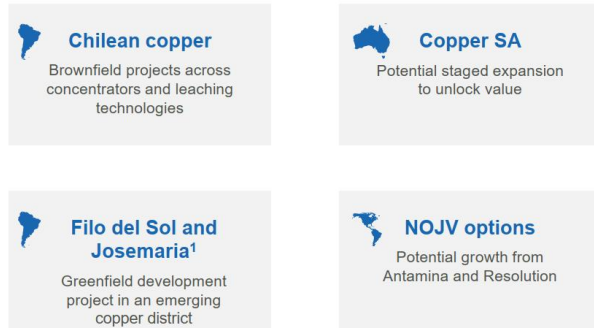 Chilean copper
Brownfield projects across
concentrators and leaching
technologies
Copper SA
Potential staged expansion
to unlock value
Filo del Sol and
Josemaria¹
Greenfield development
project in an emerging
copper district
NOJV options
Potential growth from
Antamina and Resolution